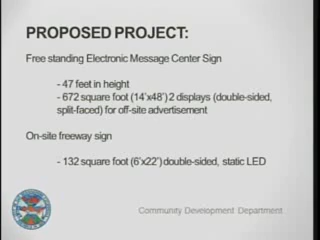 PROPOSED PROJECT:
Free standing Electronic Message Center Sign
- 47 feet in height
- 672 square foot (14'x48') 2 displays (double-sided,
split-faced) for off-site advertisement
On-site freeway sign
- 132 square foot (6'x22') double-sided, static LED
Community Development Department